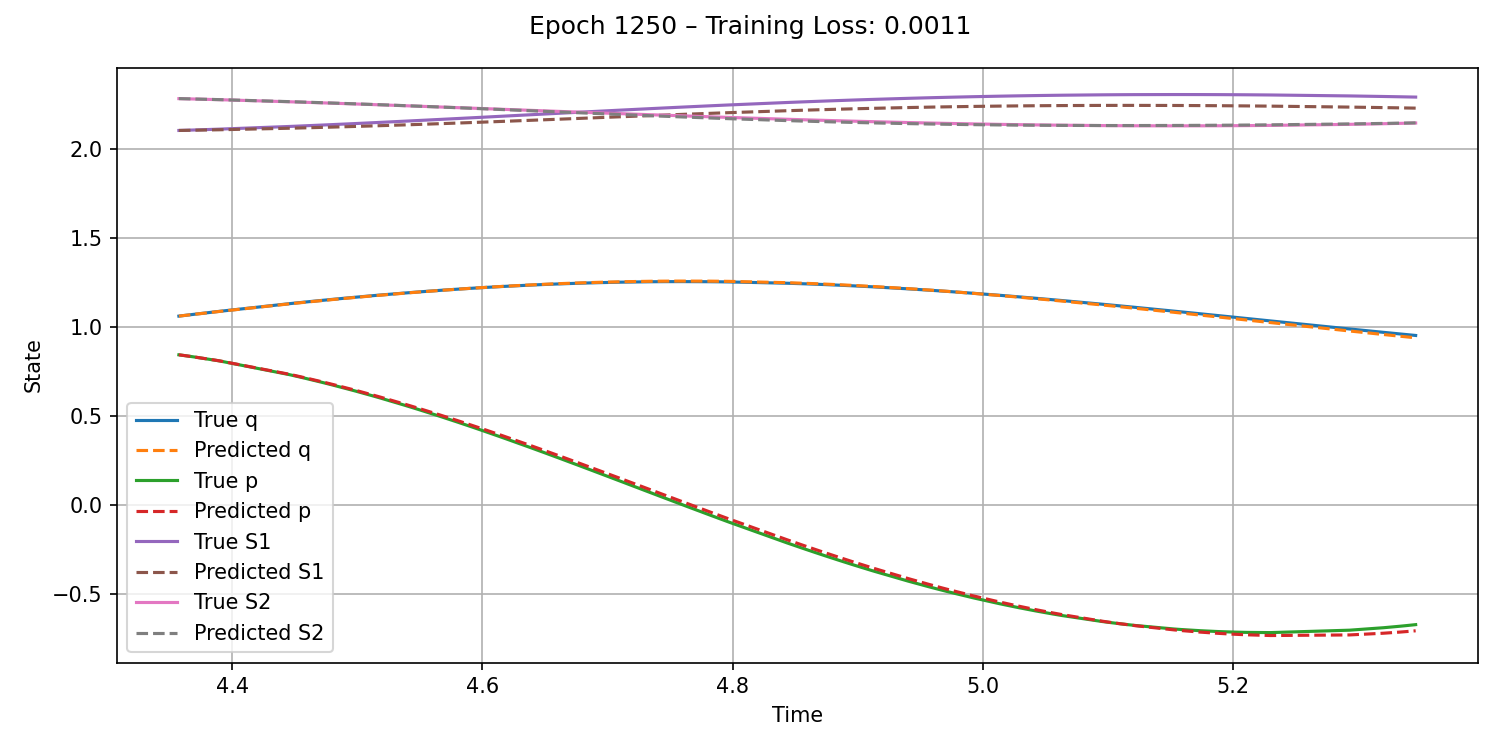 Epoch 1250 – Training Loss: 0.0011
2.0
1.5
1.0
0.5
0.0
−0.5
State
True q
Predicted q
True p
Predicted p
True S1
Predicted S1
True S2
Predicted S2
4.4 4.6 4.8 5.0 5.2
Time